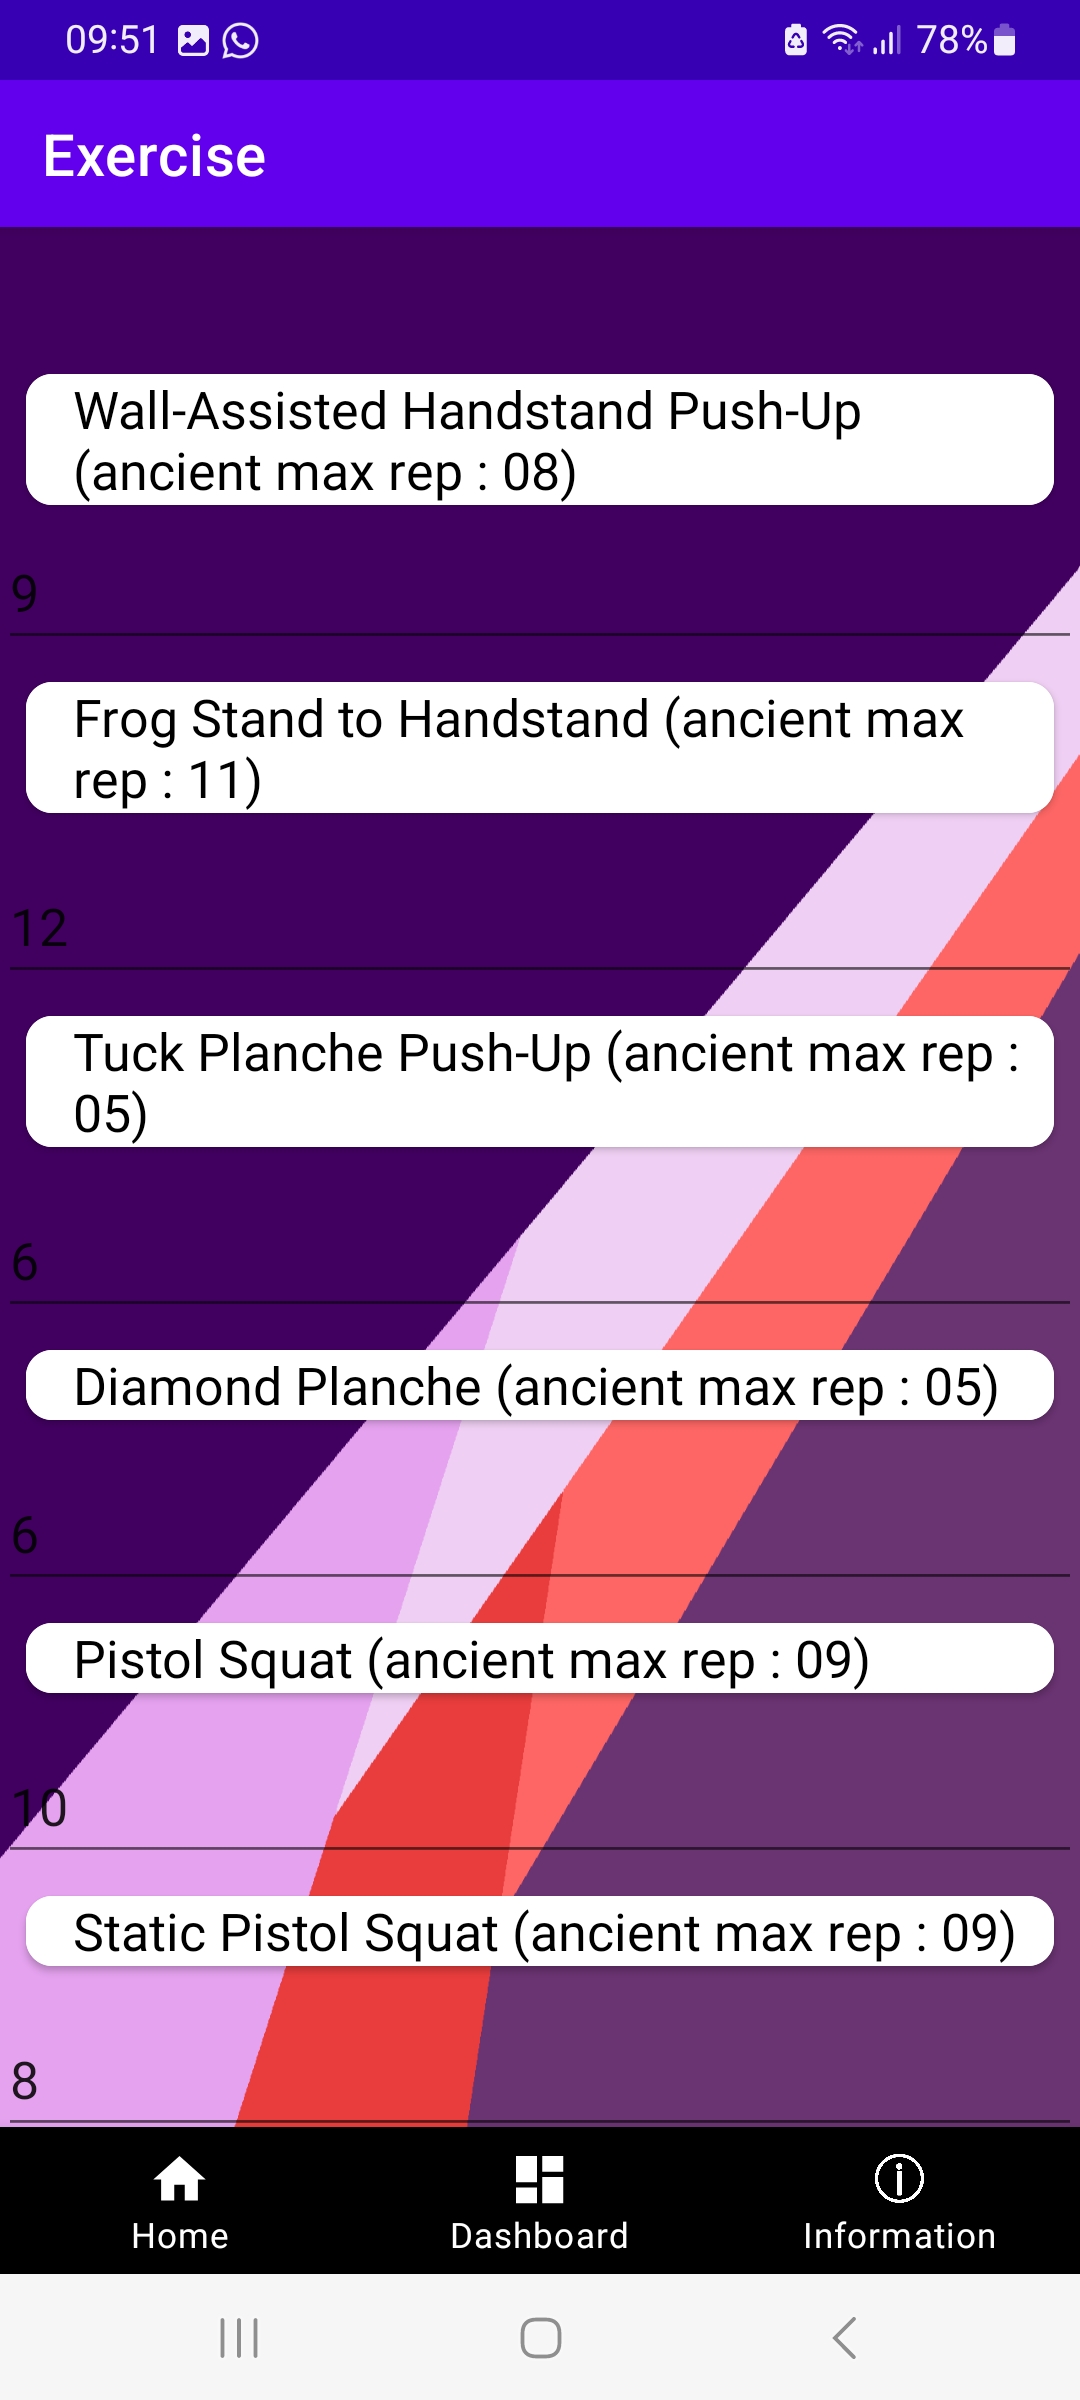 09:51 78%
Exercise
Wall-Assisted Handstand Push-Up
(ancient max rep : 08)
9
Frog Stand to Handstand (ancient max
rep : 11)
12
Tuck Planche Push-Up (ancient max rep :
05)
6
Diamond Planche (ancient max rep : 05)
6
Pistol Squat (ancient max rep : 09)
10
Static Pistol Squat (ancient max rep : 09)
8
Home Dashboard Information